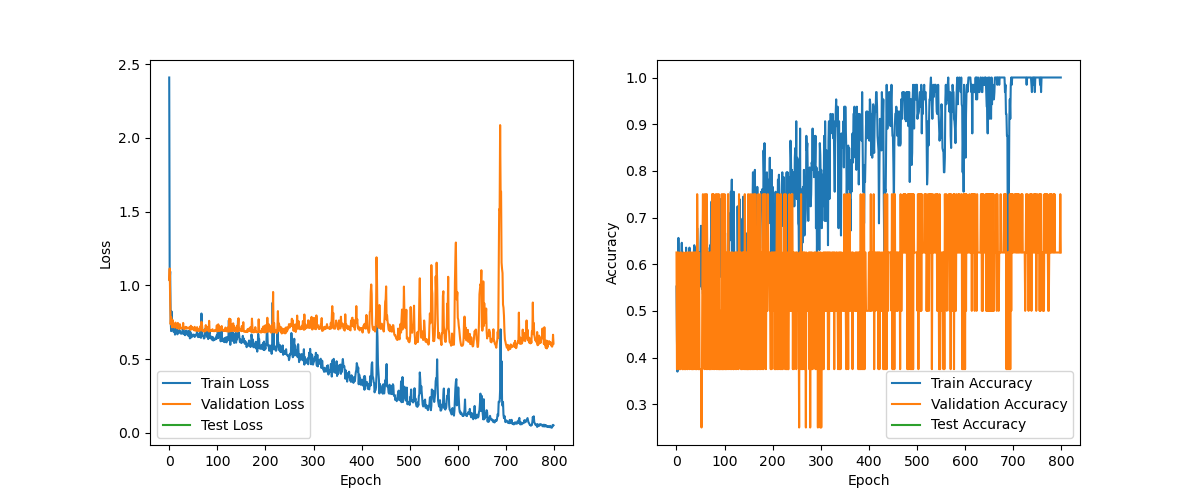 2.5
2.0
1.5
1.0
0.5
0.0
Loss
Train Loss
Validation Loss
Test Loss
0 100 200 300 400 500 600 700 800
Epoch
1.0
0.9
0.8
0.7
0.6
0.5
0.4
0.3
Accuracy
Train Accuracy
Validation Accuracy
Test Accuracy
0 100 200 300 400 500 600 700 800
Epoch